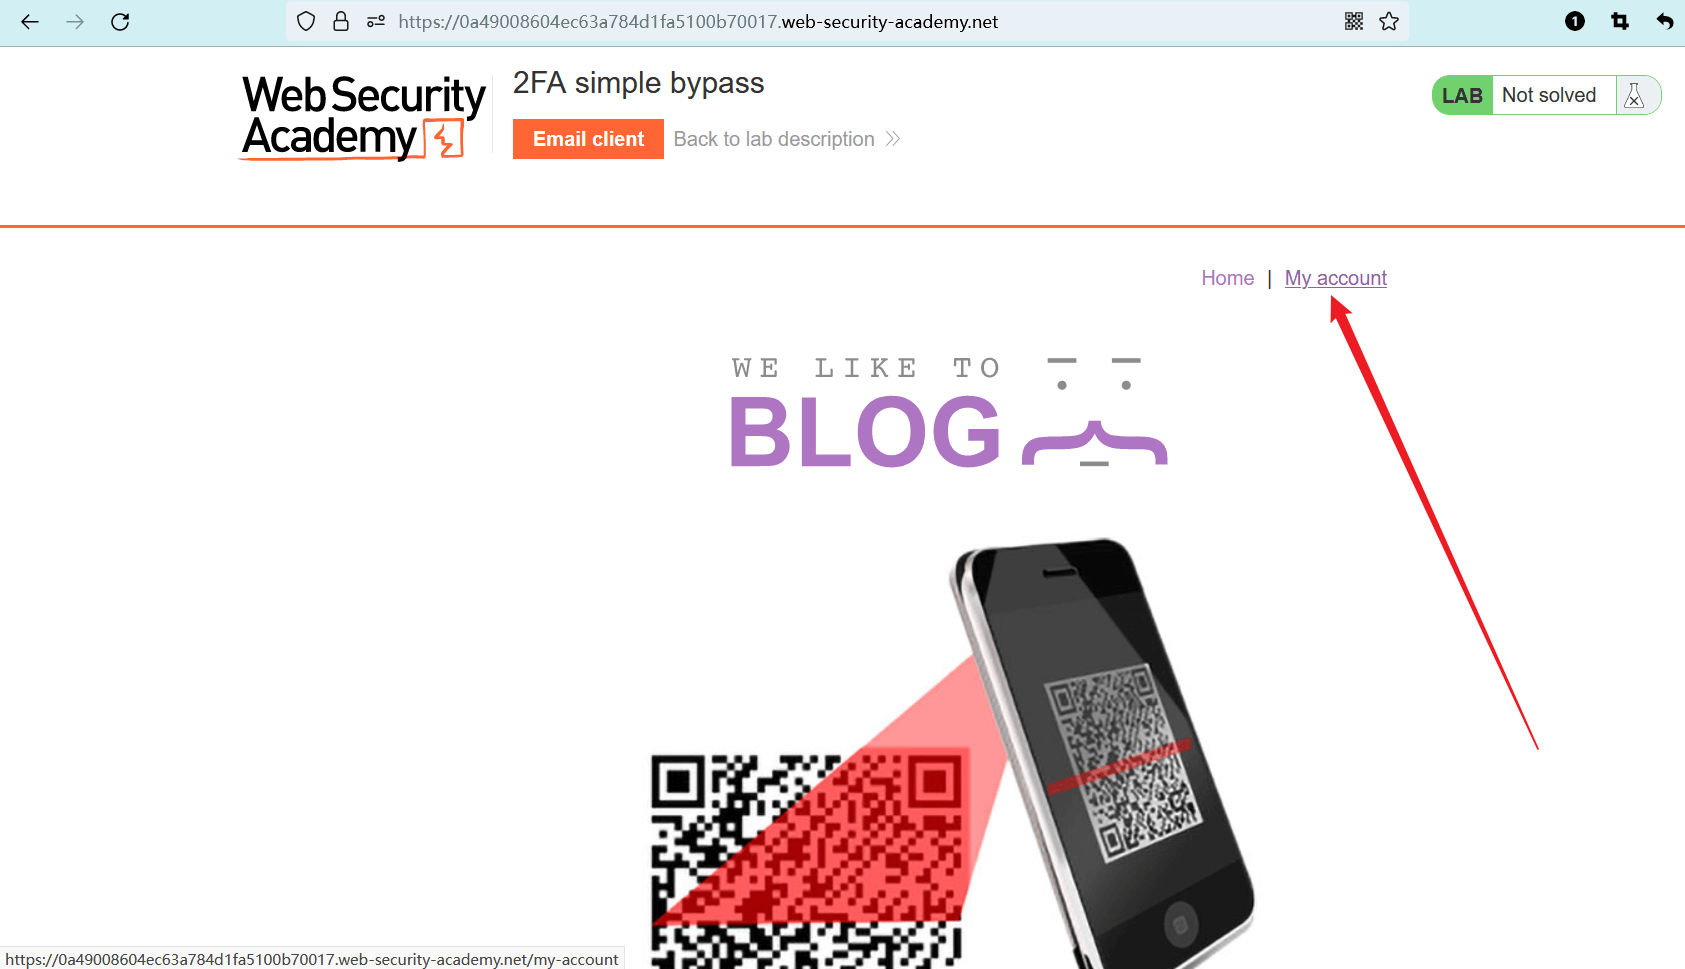 https://0a49008604ec63a784d1fa5100b70017.web-security-academy.net
1
Web Security
Academy
2FA simple bypass
Email client
Back to lab description
LAB Not solved
Home | My account
WE LIKE TO
BLOG
https://0a49008604ec63a784d1fa5100b70017.web-security-academy.net/my-account